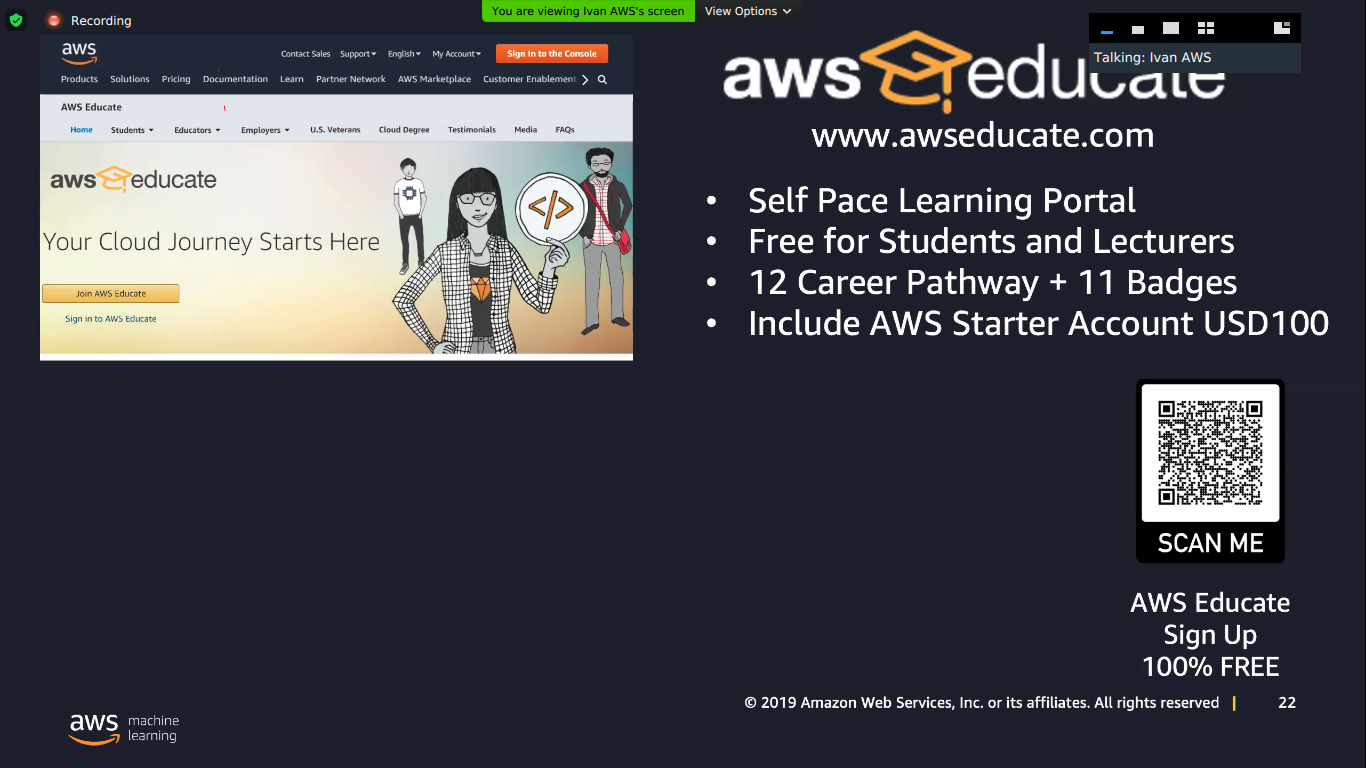 Recording
You are viewing Ivan AWS's screen
View Options
Talking: Ivan AWS
aws
Contact Sales Support English My Account Sign In to the Console
Products Solutions Pricing Documentation Learn Partner Network AWS Marketplace Customer Enablement
AWS Educate
Home Students Educators Employers U.S. Veterans Cloud Degree Testimonials Media FAQs
aws educate
Your Cloud Journey Starts Here
</>
Join AWS Educate
Sign in to AWS Educate
aws educate
www.awseducate.com
• Self Pace Learning Portal
• Free for Students and Lecturers
• 12 Career Pathway + 11 Badges
• Include AWS Starter Account USD100
SCAN ME
AWS Educate
Sign Up
100% FREE
© 2019 Amazon Web Services, Inc. or its affiliates. All rights reserved | 22
aws machine
learning